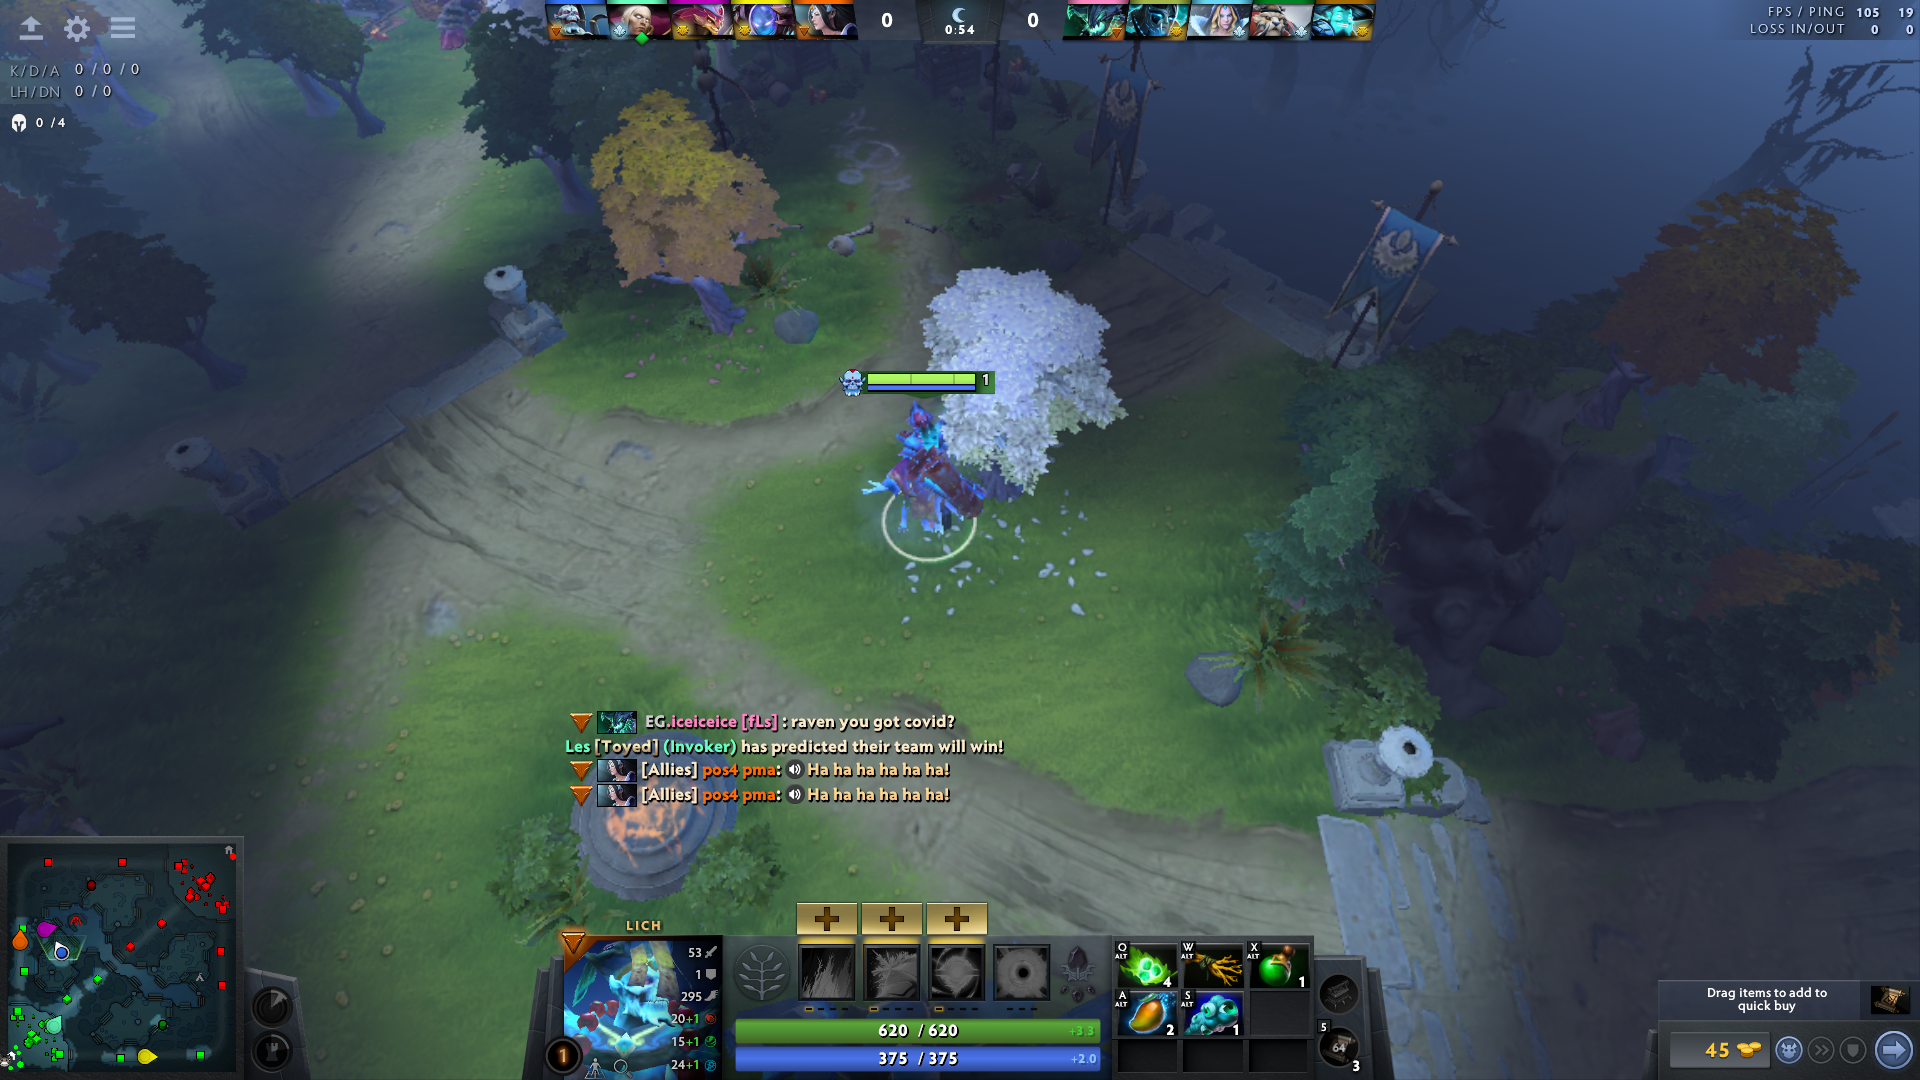 0
0:54
0
FPS / PING 105 19
LOSS IN/OUT 0 0
K/D/A 0 / 0 / 0
LH/DN 0 / 0
0 /4
1
EG.iceiceice [fLs] : raven you got covid?
Les [Toyed] (Invoker) has predicted their team will win!
[Allies] pos4 pma: Ha ha ha ha ha ha!
[Allies] pos4 pma: Ha ha ha ha ha ha!
LICH
53
1
295
20+1
15+1
24+1
1
620 / 620 +3.3
375 / 375 +2.0
Q ALT 4
W ALT
X ALT 1
A ALT 2
S ALT 1
5
64
3
Drag items to add to
quick buy
45